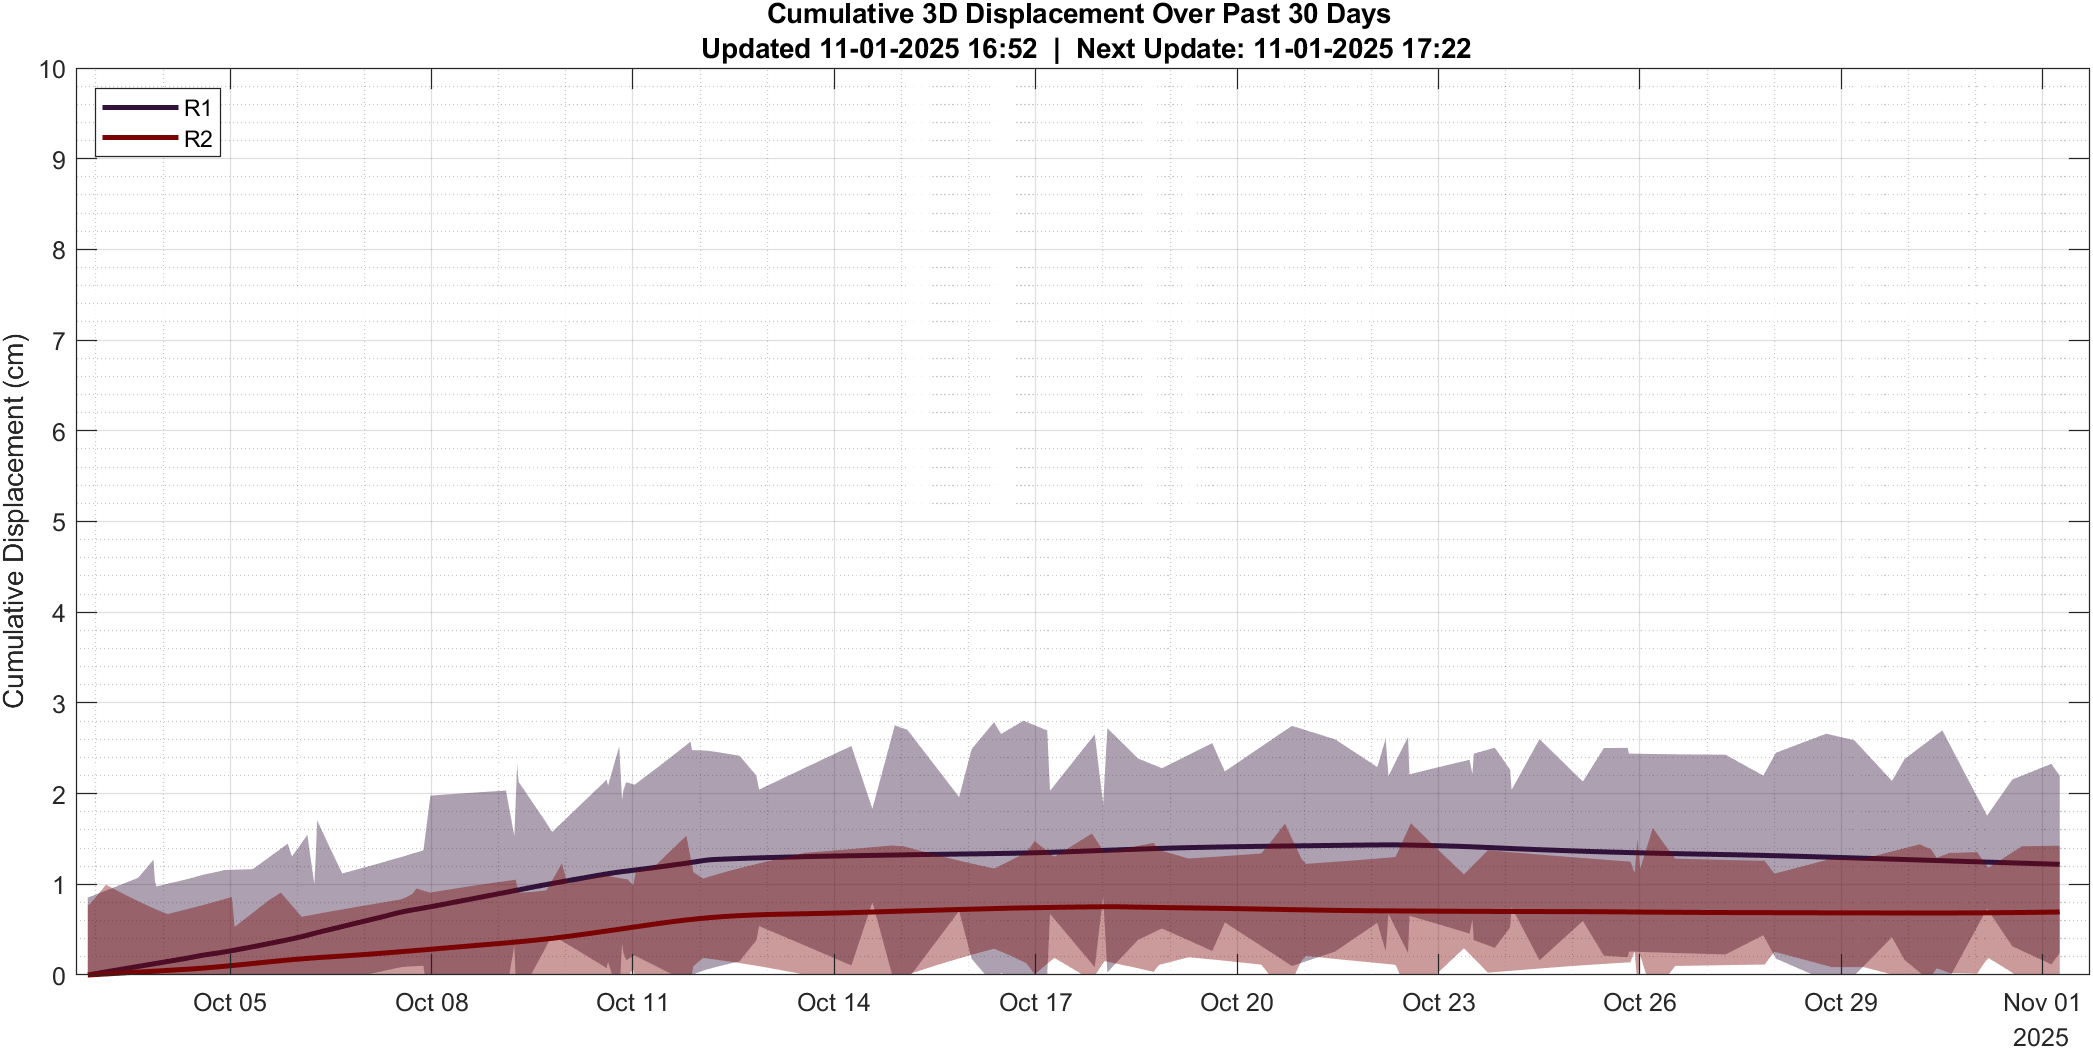 Cumulative 3D Displacement Over Past 30 Days
Updated 11-01-2025 16:52 | Next Update: 11-01-2025 17:22
R1
R2
Cumulative Displacement (cm)
10
9
8
7
6
5
4
3
2
1
0
Oct 05 Oct 08 Oct 11 Oct 14 Oct 17 Oct 20 Oct 23 Oct 26 Oct 29 Nov 01
2025